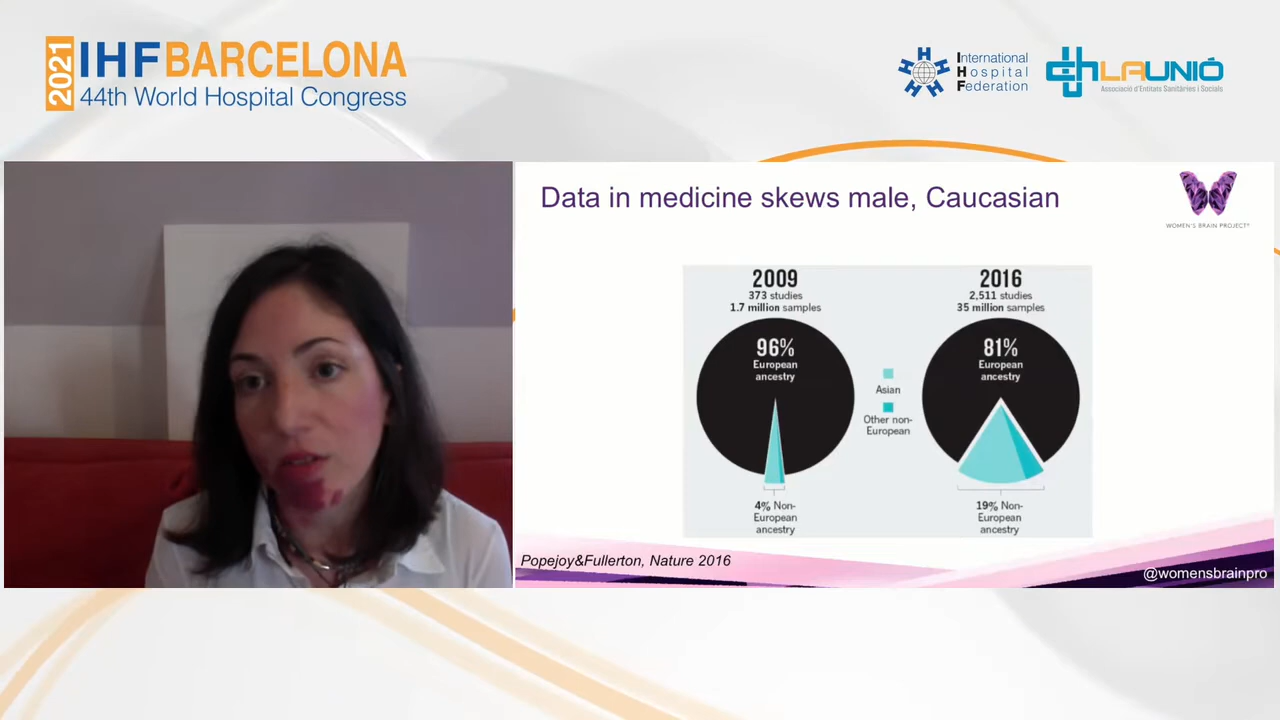 2021
IHF BARCELONA
44th World Hospital Congress
International
Hospital
Federation
LAUNIÓ
Associació d'Entitats Sanitàries i Socials
Data in medicine skews male, Caucasian
WOMEN'S BRAIN PROJECT®
2009
373 studies
1.7 million samples
96%
European
ancestry
4% Non-
European
ancestry
Asian
Other non-
European
2016
2,511 studies
35 million samples
81%
European
ancestry
19% Non-
European
ancestry
Popejoy&Fullerton, Nature 2016
@womensbrainpro